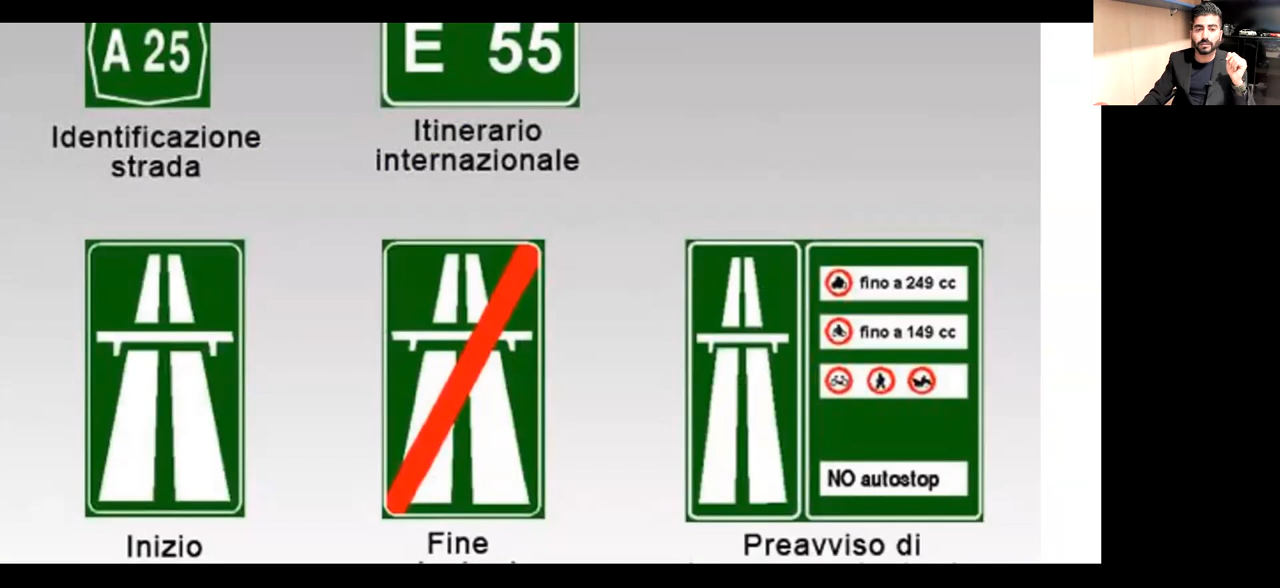 A 25
E 55
Identificazione
strada
Itinerario
internazionale
fino a 249 cc
fino a 149 cc
NO autostop
Inizio
Fine
Preavviso di